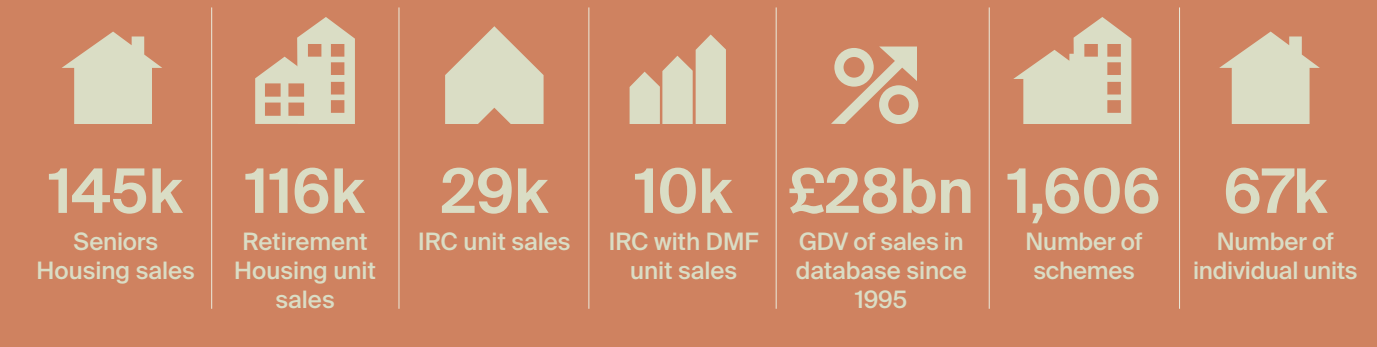 145k
Seniors
Housing sales
116k
Retirement
Housing unit
sales
29k
IRC unit sales
10k
IRC with DMF
unit sales
£28bn
GDV of sales in
database since
1995
1,606
Number of
schemes
67k
Number of
individual units